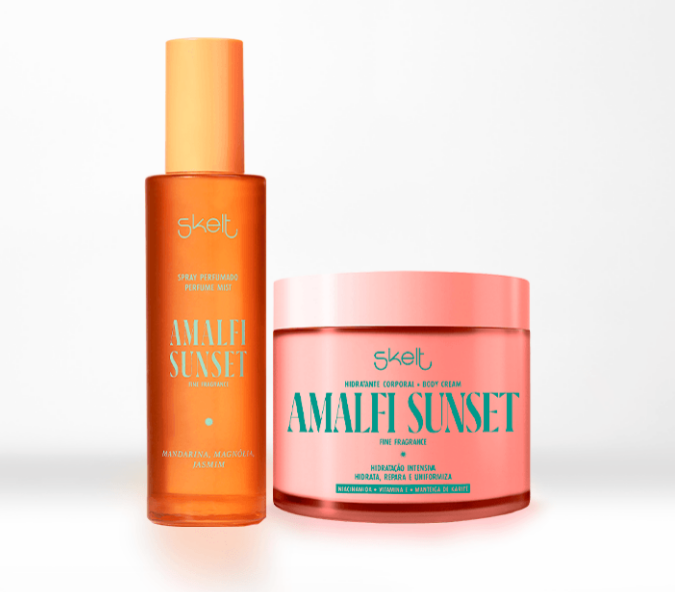 skelt
SPRAY PERFUMADO
PERFUME MIST
AMALFI
SUNSET
FINE FRAGRANCE
MANDARINA, MAGNÓLIA,
JASMIM
skelt
HIDRATANTE CORPORAL • BODY CREAM
AMALFI SUNSET
FINE FRAGRANCE
HIDRATAÇÃO INTENSIVA
HIDRATA, REPARA E UNIFORMIZA
NIACINAMIDA • VITAMINA E • MANTEIGA DE KARITÉ